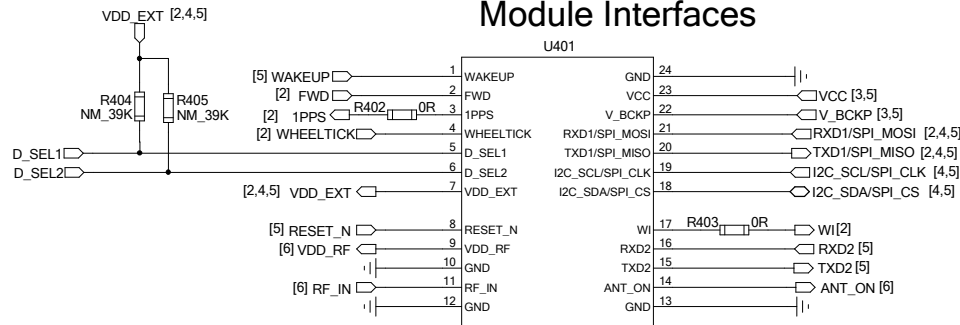 Module Interfaces
VDD_EXT [2,4,5]
U401
R404
NM_39K
R405
NM_39K
[5] WAKEUP 1 WAKEUP
[2] FWD 2 FWD
[2] 1PPS R402 0R 3 1PPS
[2] WHEELTICK 4 WHEELTICK
D_SEL1 5 D_SEL1
D_SEL2 6 D_SEL2
[2,4,5] VDD_EXT 7 VDD_EXT
[5] RESET_N 8 RESET_N
[6] VDD_RF 9 VDD_RF
10 GND
[6] RF_IN 11 RF_IN
12 GND
GND 24
VCC 23 VCC [3,5]
V_BCKP 22 V_BCKP [3,5]
RXD1/SPI_MOSI 21 RXD1/SPI_MOSI [2,4,5]
TXD1/SPI_MISO 20 TXD1/SPI_MISO [2,4,5]
I2C_SCL/SPI_CLK 19 I2C_SCL/SPI_CLK [4,5]
I2C_SDA/SPI_CS 18 I2C_SDA/SPI_CS [4,5]
WI 17 R403 0R WI[2]
RXD2 16 RXD2 [5]
TXD2 15 TXD2 [5]
ANT_ON 14 ANT_ON [6]
GND 13